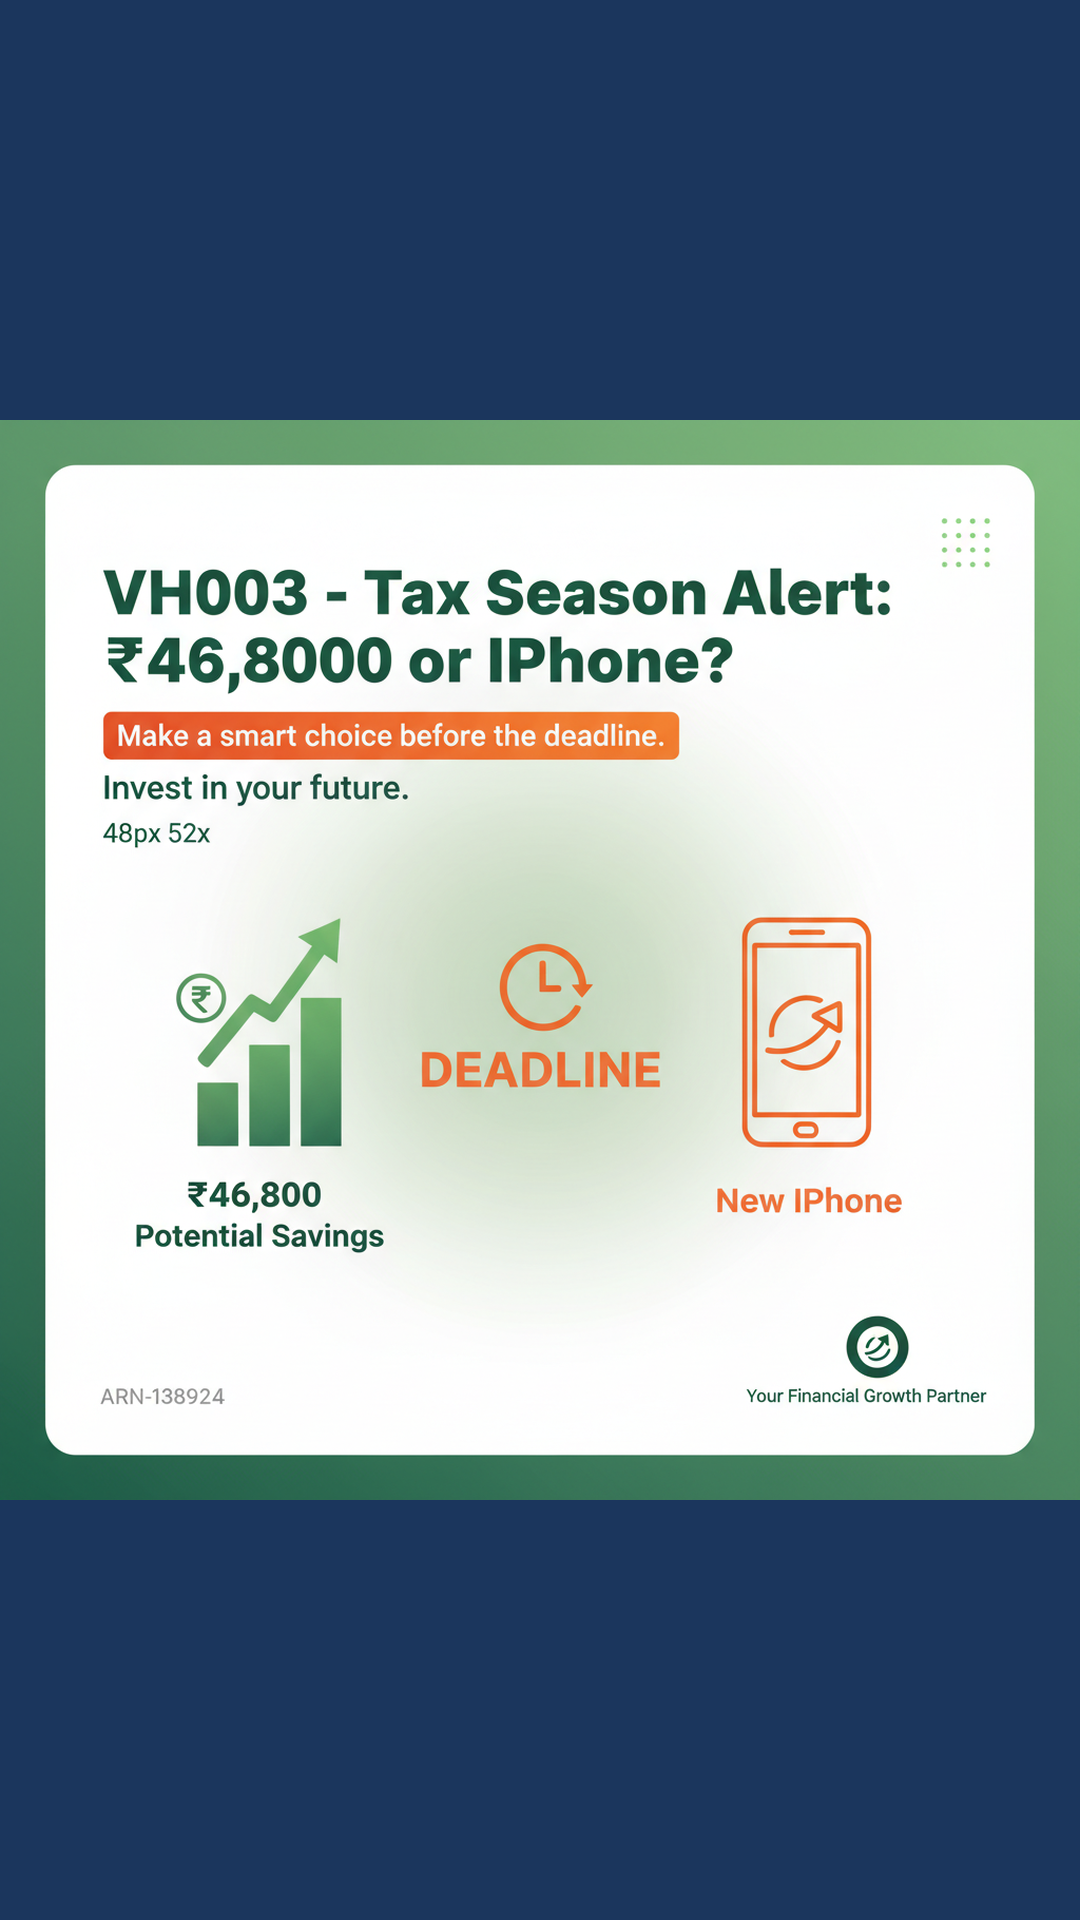 VH003 - Tax Season Alert:
₹46,8000 or IPhone?
Make a smart choice before the deadline.
Invest in your future.
48px 52x
₹
DEADLINE
₹46,800
Potential Savings
New IPhone
ARN-138924
Your Financial Growth Partner